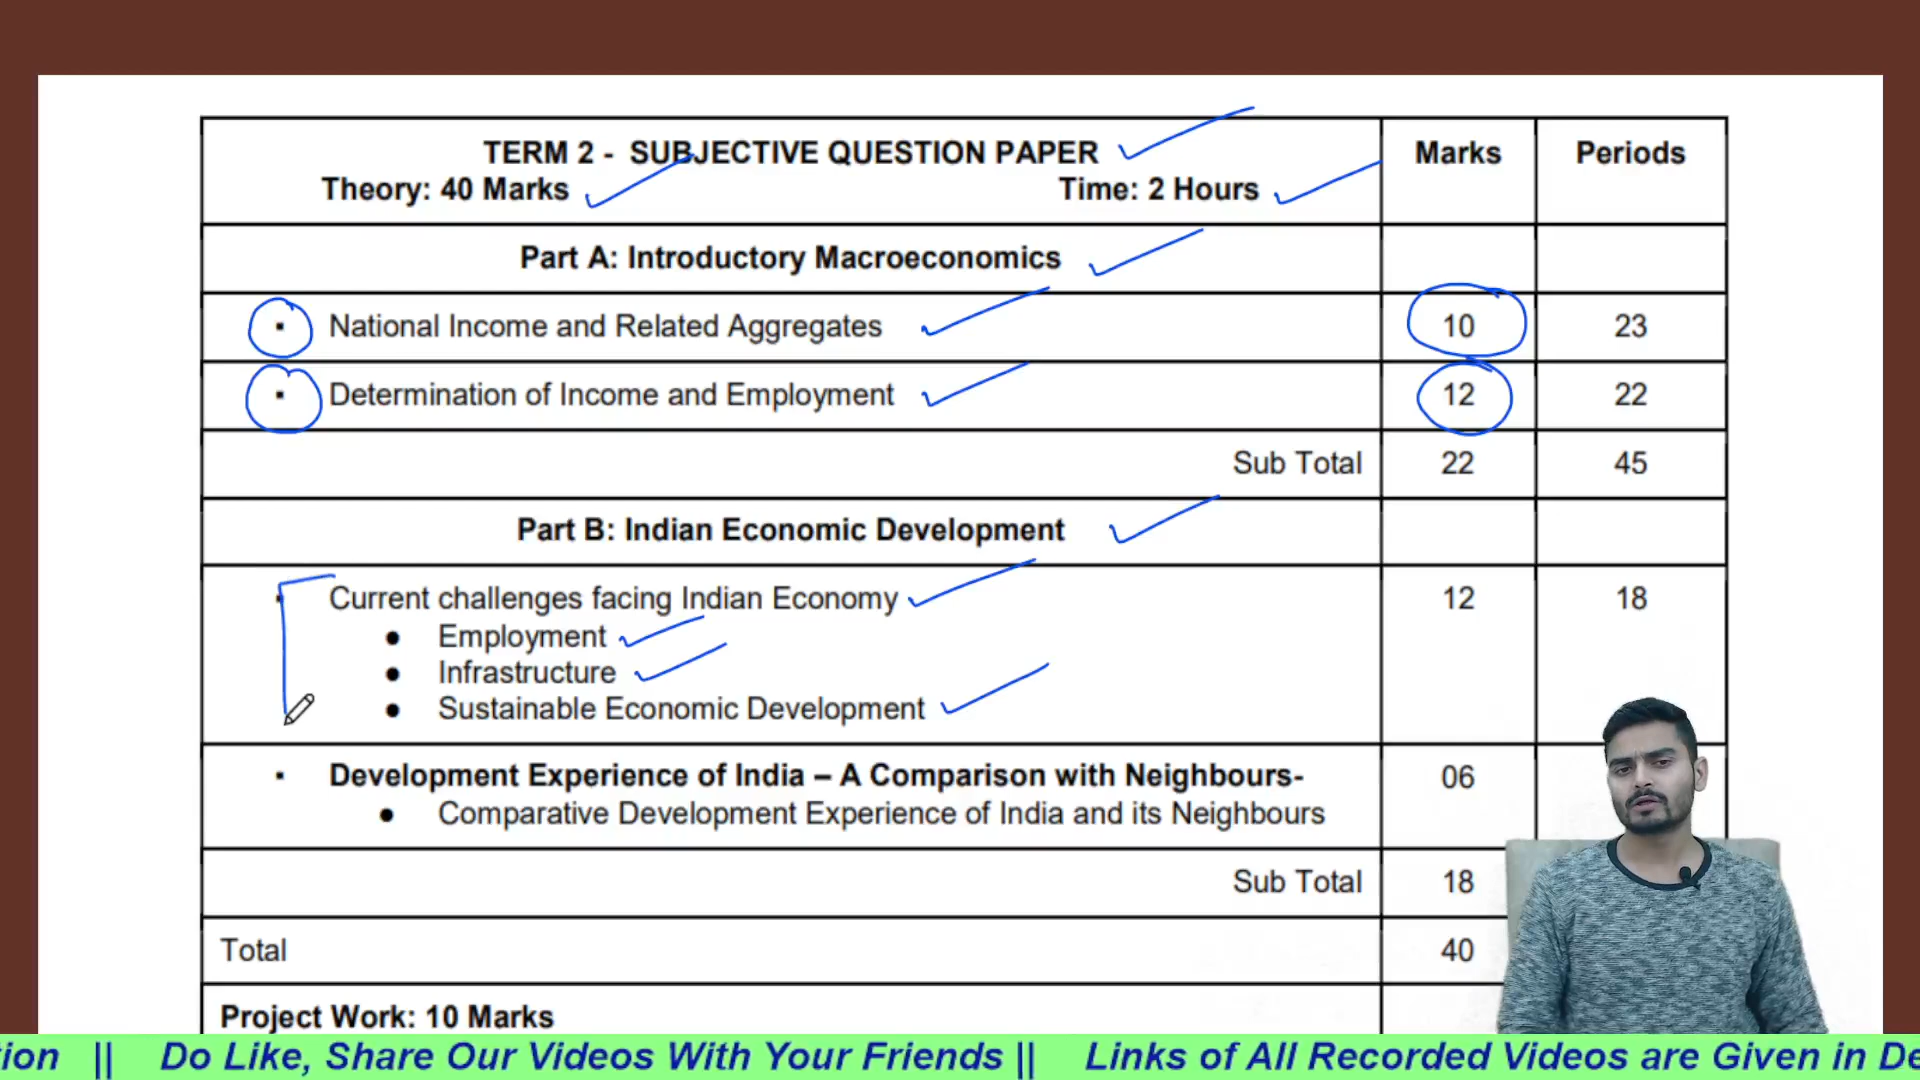 TERM 2 - SUBJECTIVE QUESTION PAPER
Theory: 40 Marks Time: 2 Hours
Marks
Periods
Part A: Introductory Macroeconomics
▪ National Income and Related Aggregates 10 23
▪ Determination of Income and Employment 12 22
Sub Total 22 45
Part B: Indian Economic Development
▪ Current challenges facing Indian Economy 12 18
● Employment
● Infrastructure
● Sustainable Economic Development
▪ Development Experience of India – A Comparison with Neighbours- 06
● Comparative Development Experience of India and its Neighbours
Sub Total 18
Total 40
Project Work: 10 Marks
tion || Do Like, Share Our Videos With Your Friends || Links of All Recorded Videos are Given in De